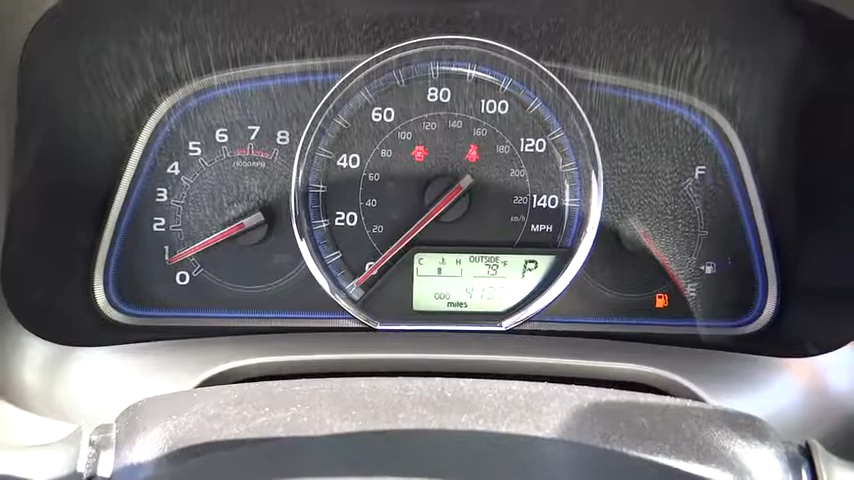 0 1 2 3 4 5 6 7 8
x1000r/min
20 40 60 80 100 120 140
MPH
20 40 60 80 100 120 140 160 180 200 220
km/h
C H OUTSIDE 79°F P
ODO
miles
F
E